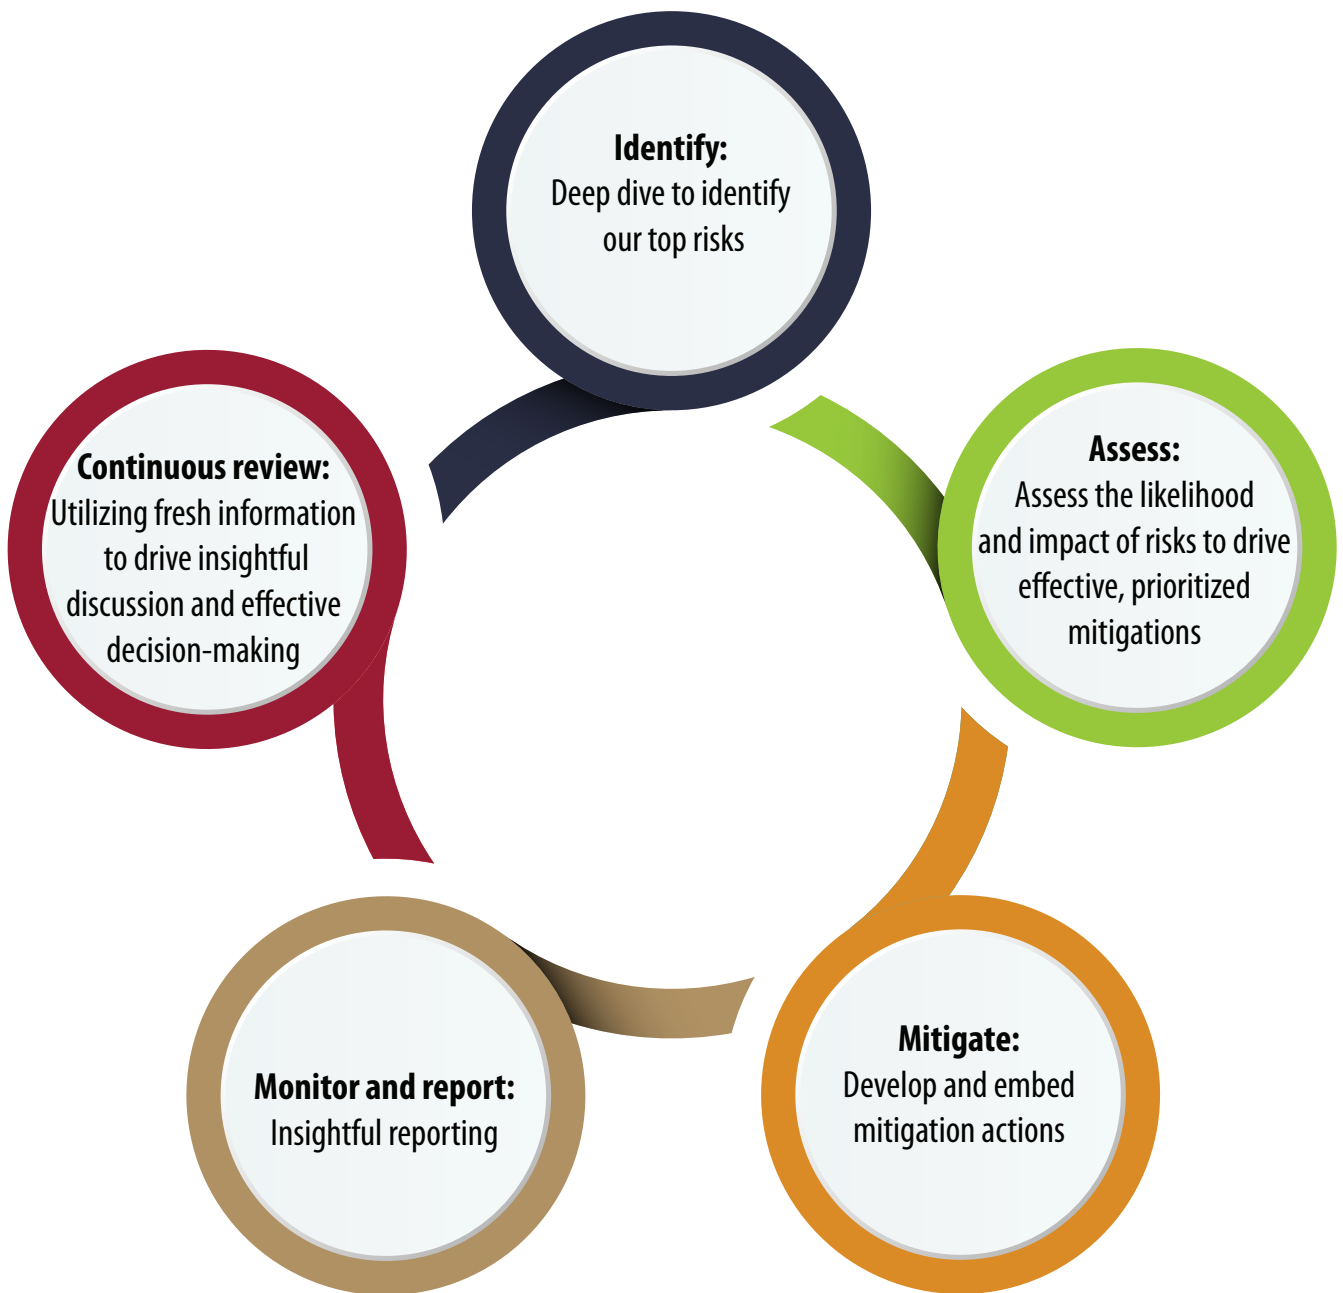 Identify:
Deep dive to identify
our top risks
Assess:
Assess the likelihood
and impact of risks to drive
effective, prioritized
mitigations
Mitigate:
Develop and embed
mitigation actions
Monitor and report:
Insightful reporting
Continuous review:
Utilizing fresh information
to drive insightful
discussion and effective
decision-making